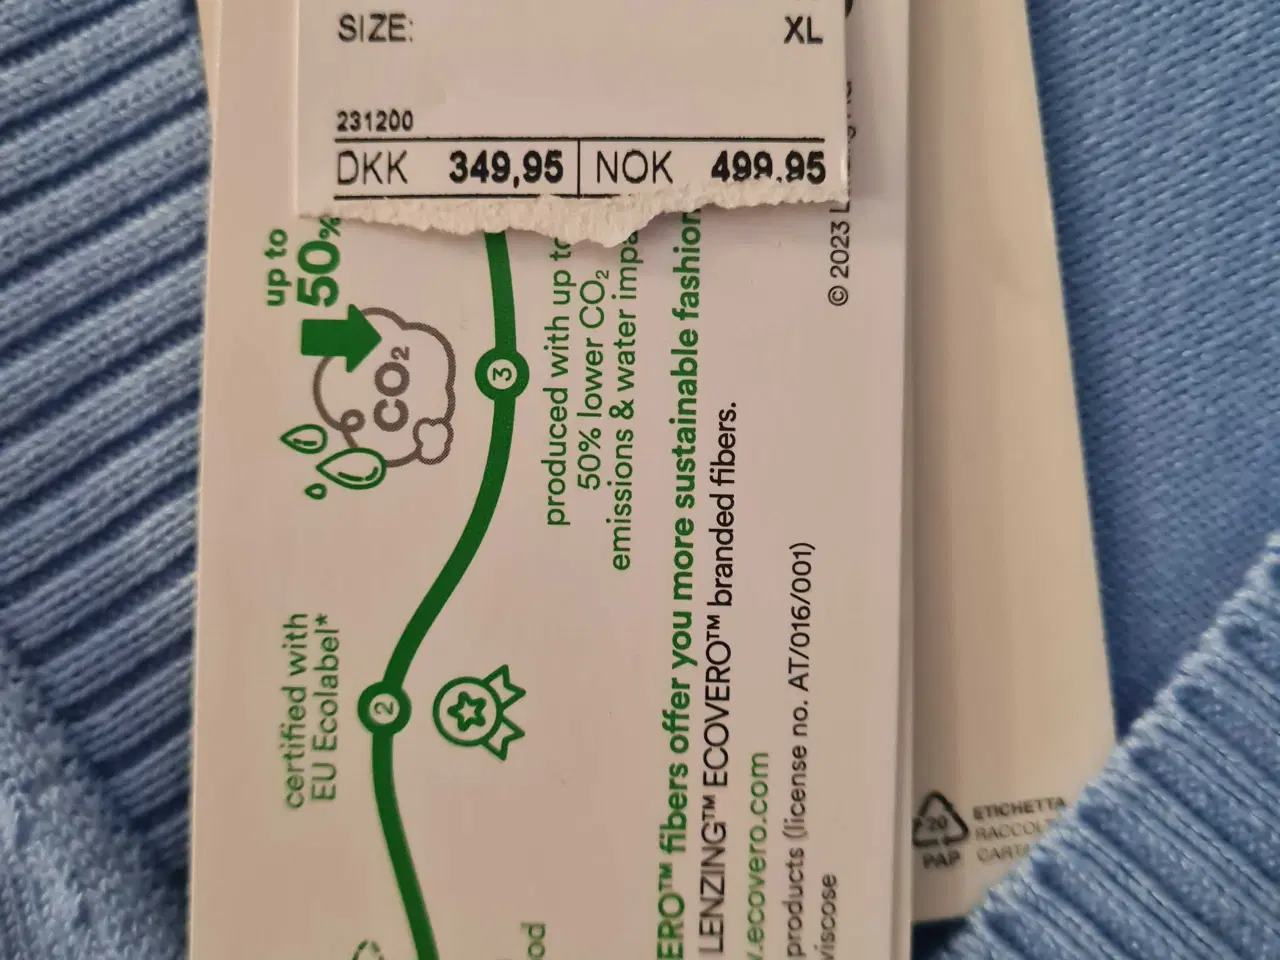 SIZE: XL
231200
DKK 349,95 NOK 499.95
up to
50%
CO₂
3
produced with up to
50% lower CO₂
emissions & water
certified with
EU Ecolabel*
2
fibers offer you more sustainable fashion
LENZING™ ECOVERO™ branded fibers.
.ecovero.com
products (license no. AT/016/001)
viscose
© 2023
20
PAP
ETICHETTA